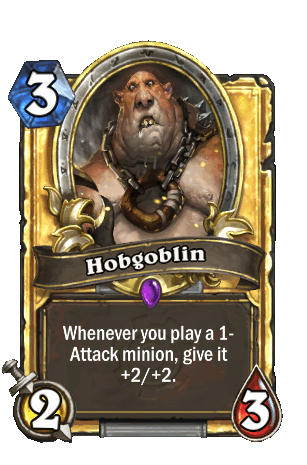 3
Hobgoblin
Whenever you play a 1-
Attack minion, give it
+2/+2.
2
3